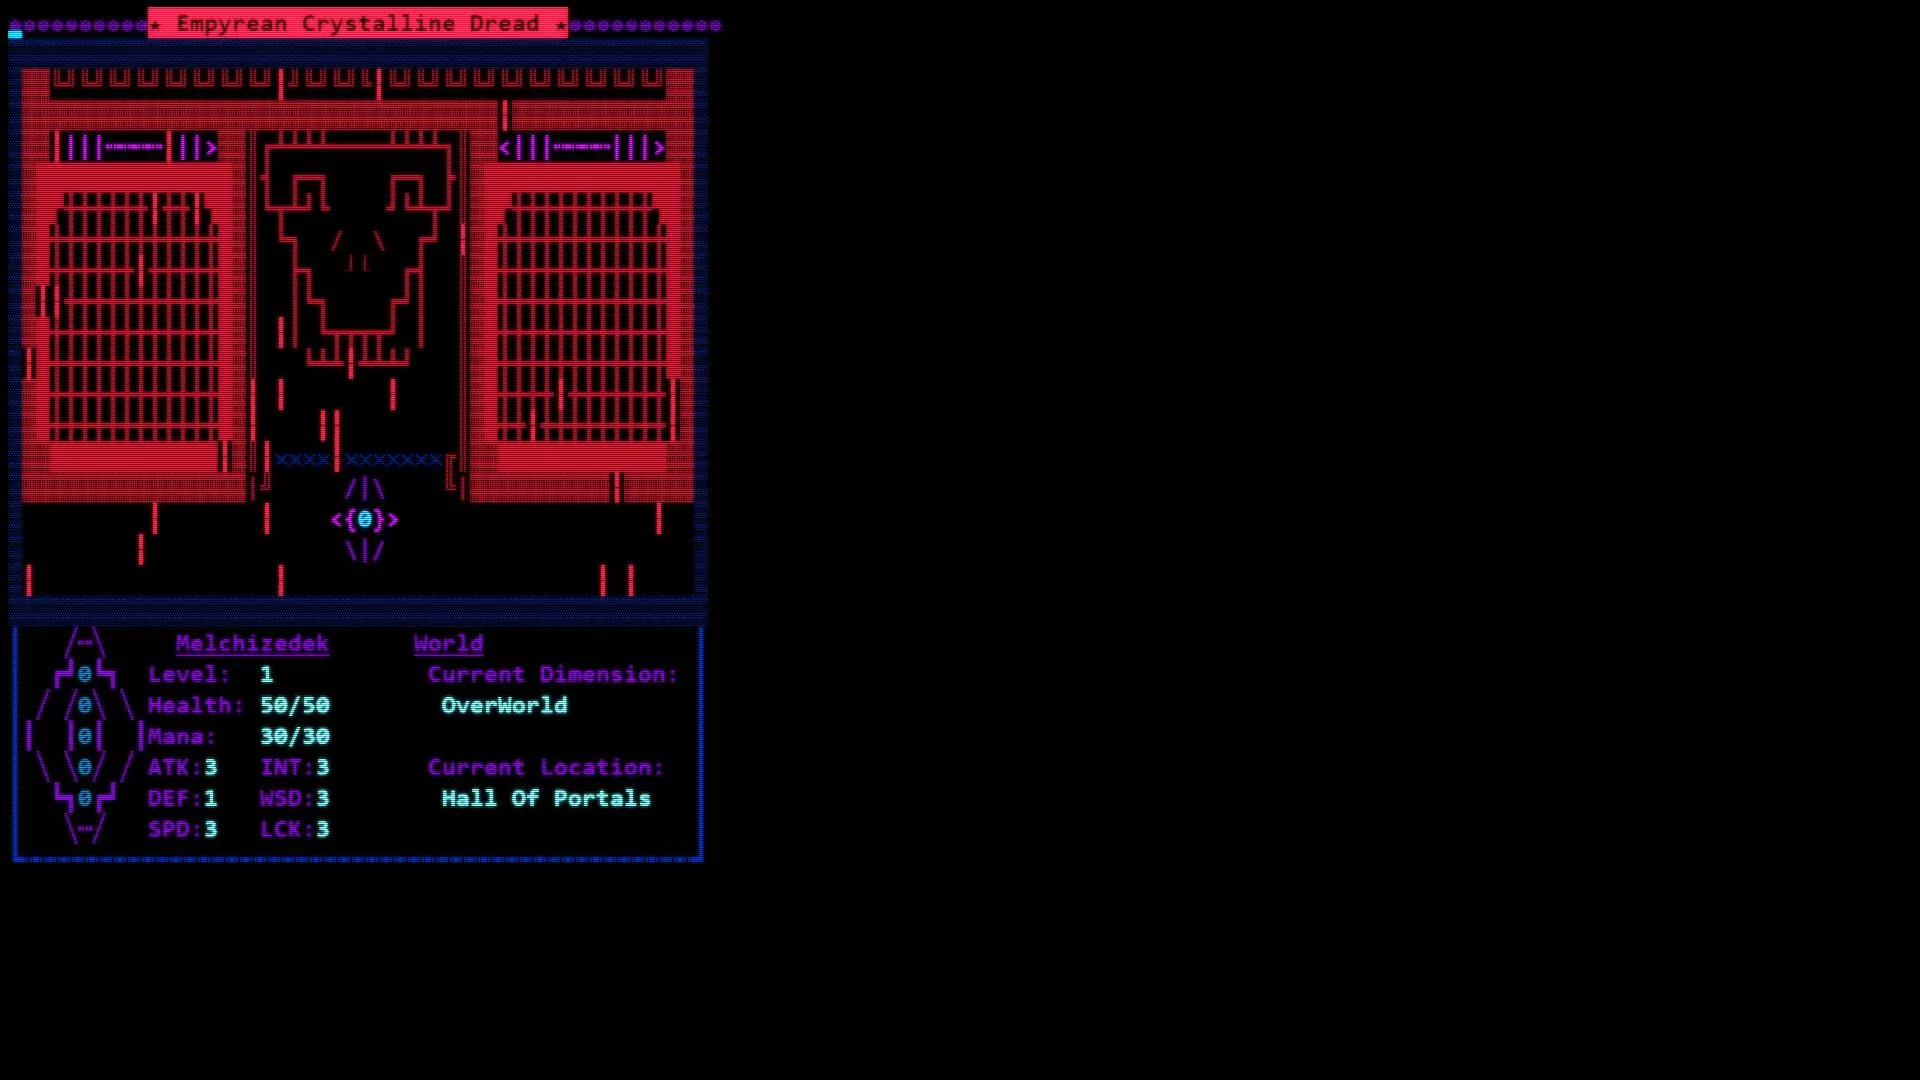 ★ Empyrean Crystalline Dread ★
Melchizedek World
Level: 1 Current Dimension:
Health: 50/50 OverWorld
Mana: 30/30
ATK:3 INT:3 Current Location:
DEF:1 WSD:3 Hall Of Portals
SPD:3 LCK:3